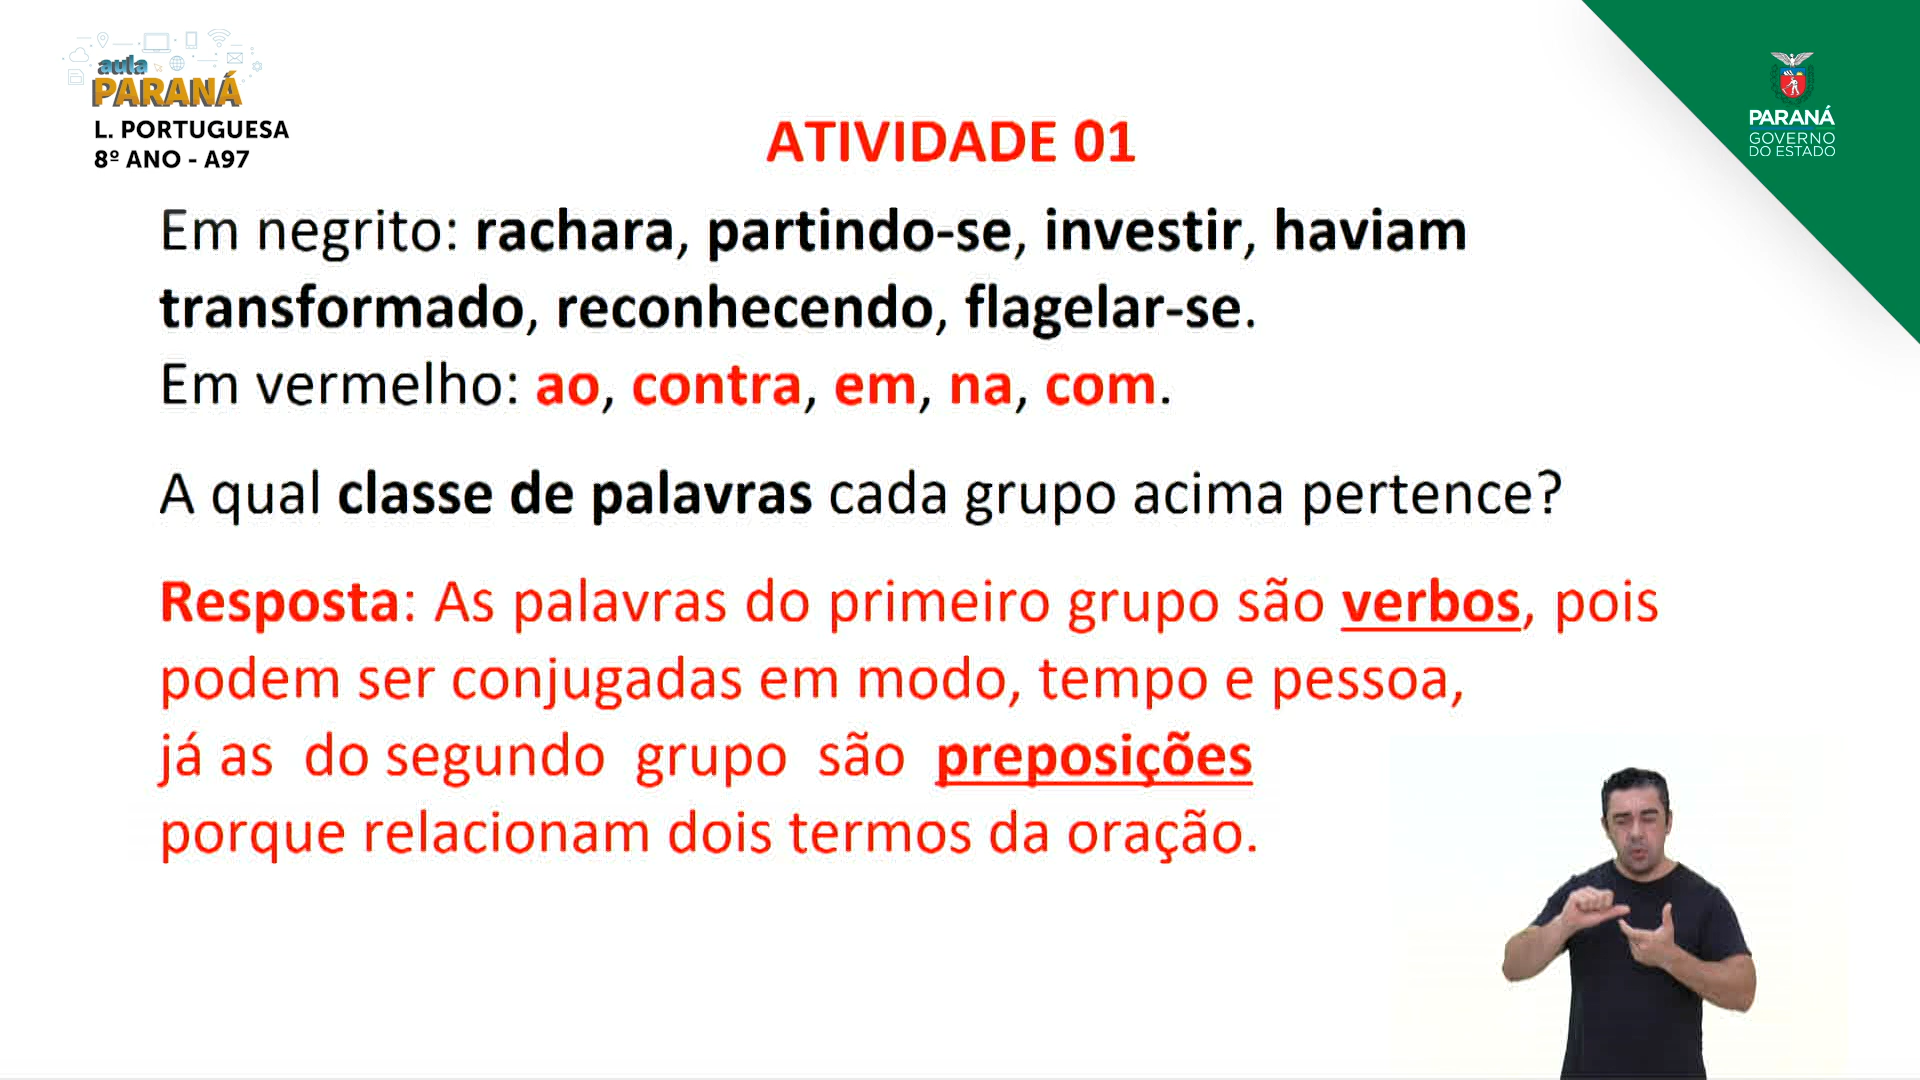 aula
PARANÁ
L. PORTUGUESA
8º ANO - A97
PARANÁ
GOVERNO
DO ESTADO
ATIVIDADE 01
Em negrito: rachara, partindo-se, investir, haviam
transformado, reconhecendo, flagelar-se.
Em vermelho: ao, contra, em, na, com.
A qual classe de palavras cada grupo acima pertence?
Resposta: As palavras do primeiro grupo são verbos, pois
podem ser conjugadas em modo, tempo e pessoa,
já as do segundo grupo são preposições
porque relacionam dois termos da oração.